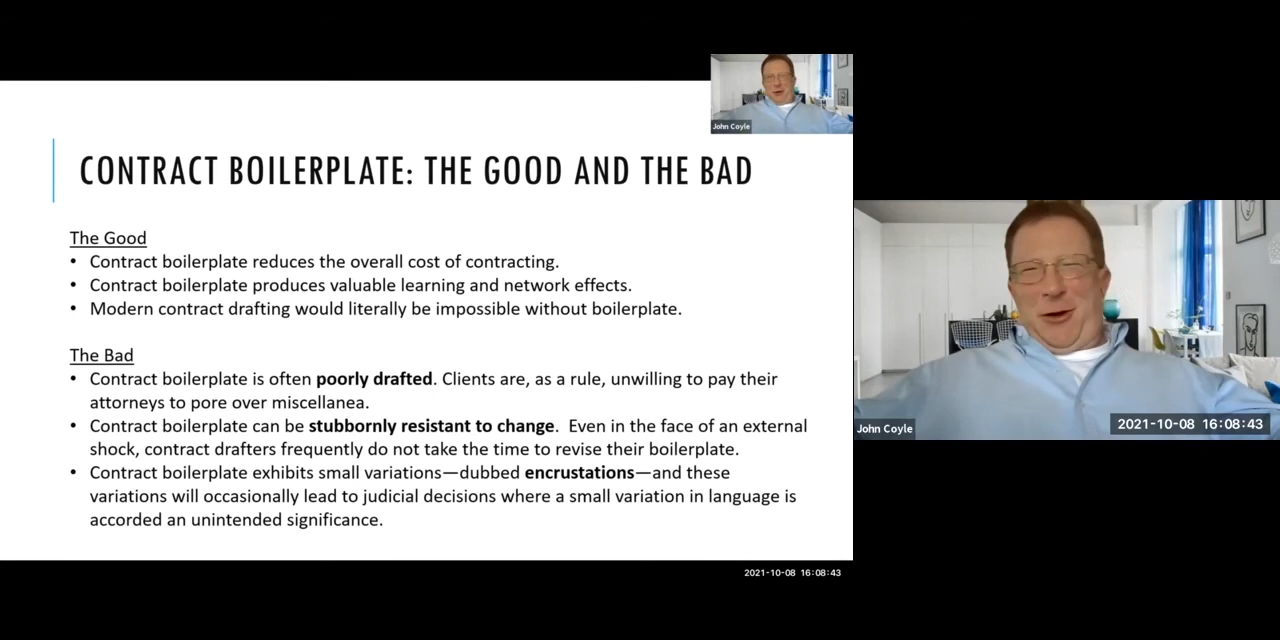 John Coyle
CONTRACT BOILERPLATE: THE GOOD AND THE BAD
The Good
• Contract boilerplate reduces the overall cost of contracting.
• Contract boilerplate produces valuable learning and network effects.
• Modern contract drafting would literally be impossible without boilerplate.
The Bad
• Contract boilerplate is often poorly drafted. Clients are, as a rule, unwilling to pay their
attorneys to pore over miscellanea.
• Contract boilerplate can be stubbornly resistant to change.  Even in the face of an external
shock, contract drafters frequently do not take the time to revise their boilerplate.
• Contract boilerplate exhibits small variations—dubbed encrustations—and these
variations will occasionally lead to judicial decisions where a small variation in language is
accorded an unintended significance.
2021-10-08 16:08:43
John Coyle
2021-10-08 16:08:43